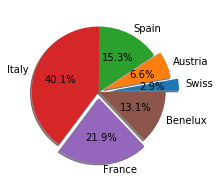 Spain
15.3%
Austria
6.6%
Swiss
2.9%
Italy
40.1%
13.1%
Benelux
21.9%
France